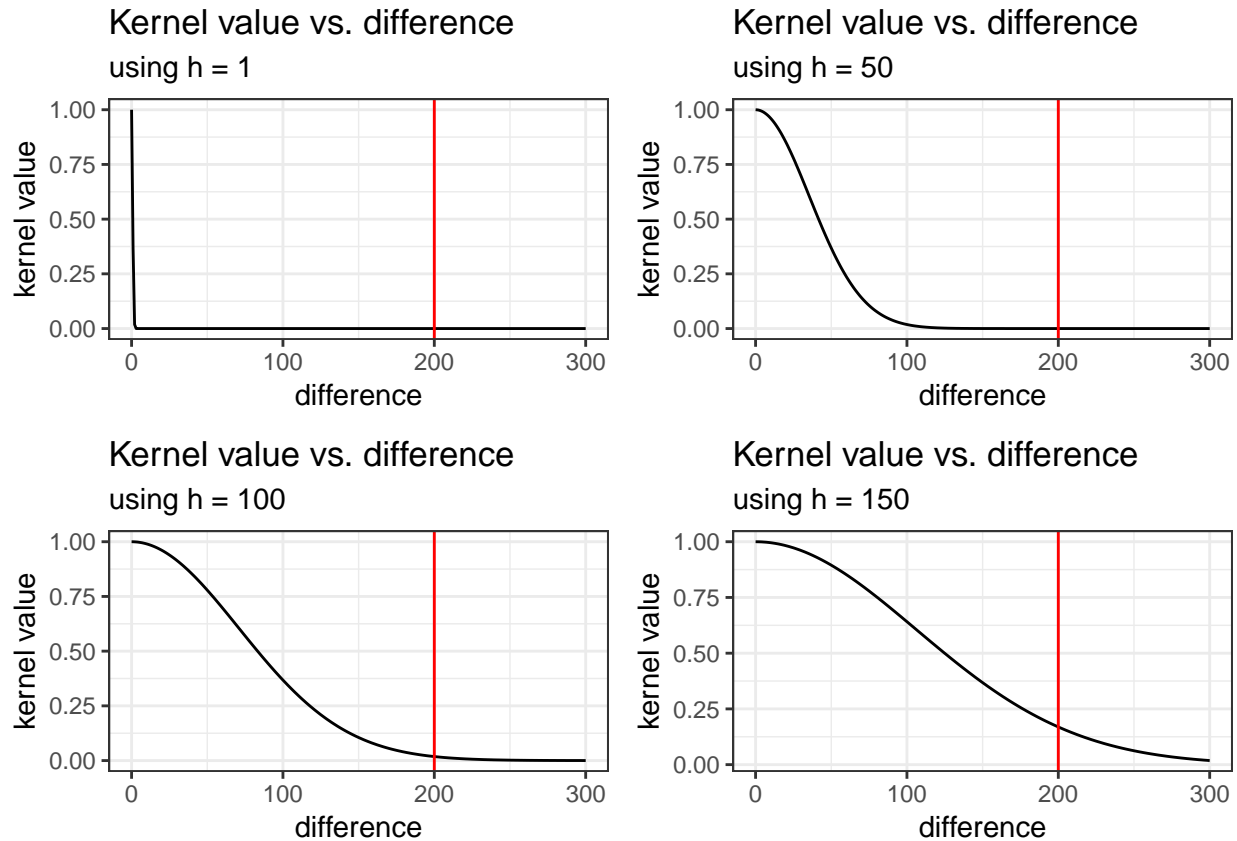 Kernel value vs. difference
using h = 1
kernel value
1.00
0.75
0.50
0.25
0.00
0 100 200 300
difference
Kernel value vs. difference
using h = 50
kernel value
1.00
0.75
0.50
0.25
0.00
0 100 200 300
difference
Kernel value vs. difference
using h = 100
kernel value
1.00
0.75
0.50
0.25
0.00
0 100 200 300
difference
Kernel value vs. difference
using h = 150
kernel value
1.00
0.75
0.50
0.25
0.00
0 100 200 300
difference